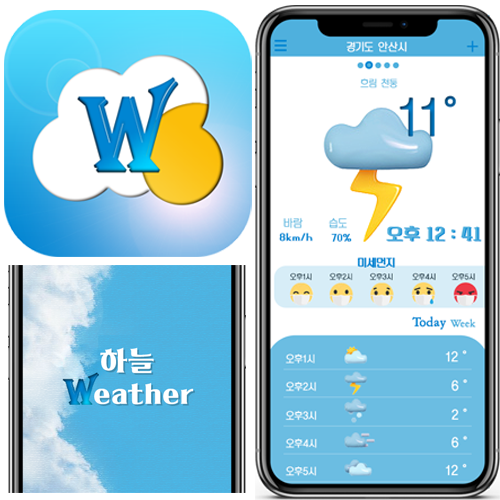 W
하늘
Weather
경기도 안산시
흐림 천둥
11°
바람
8km/h
습도
70%
오후 12 : 41
미세먼지
오후1시 오후2시 오후3시 오후4시 오후5시
Today Week
오후1시 12 °
오후2시 6 °
오후3시 2 °
오후4시 6 °
오후5시 12 °